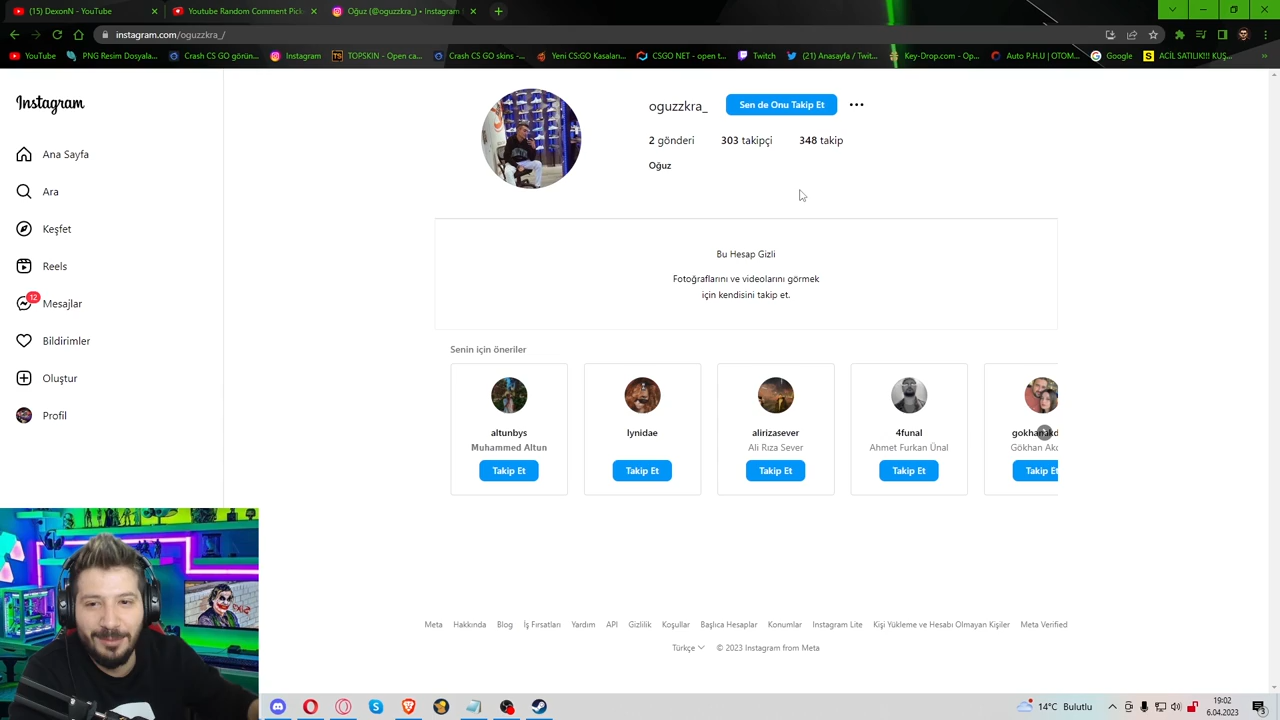 (15) DexonN - YouTube
Youtube Random Comment Picke
Oğuz (@oguzzkra_) • Instagram f
instagram.com/oguzzkra_/
YouTube
PNG Resim Dosyala...
Crash CS GO görün...
Instagram
TOPSKIN - Open ca...
Crash CS GO skins -...
Yeni CS:GO Kasaları...
CSGO NET - open t...
Twitch
(21) Anasayfa / Twit...
Key-Drop.com - Op...
Auto P.H.U | OTOM...
Google
ACİL SATILIK!!! KUŞ...
Instagram
Ana Sayfa
Ara
Keşfet
Reels
12
Mesajlar
Bildirimler
Oluştur
Profil
oguzzkra_
Sen de Onu Takip Et
2 gönderi 303 takipçi 348 takip
Oğuz
Bu Hesap Gizli
Fotoğraflarını ve videolarını görmek
için kendisini takip et.
Senin için öneriler
altunbys
Muhammed Altun
Takip Et
lynidae
Takip Et
alirizasever
Ali Rıza Sever
Takip Et
4funal
Ahmet Furkan Ünal
Takip Et
Gökhan Ako
Takip Et
Meta Hakkında Blog İş Fırsatları Yardım API Gizlilik Koşullar Başlıca Hesaplar Konumlar Instagram Lite Kişi Yükleme ve Hesabı Olmayan Kişiler Meta Verified
Türkçe © 2023 Instagram from Meta
14°C Bulutlu
19:02
6.04.2023
3